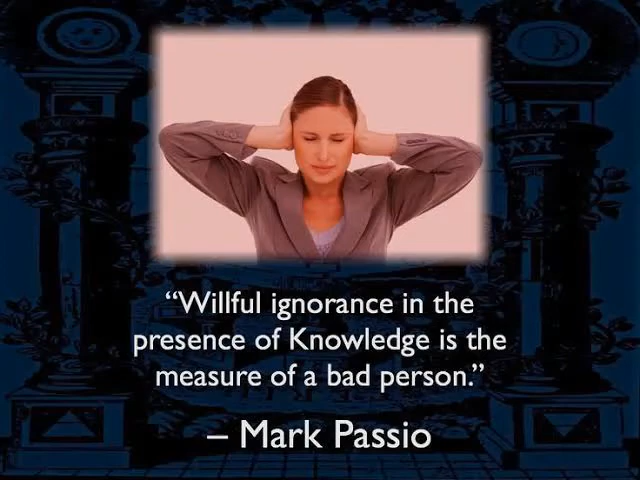 “Willful ignorance in the
presence of Knowledge is the
measure of a bad person.”
– Mark Passio